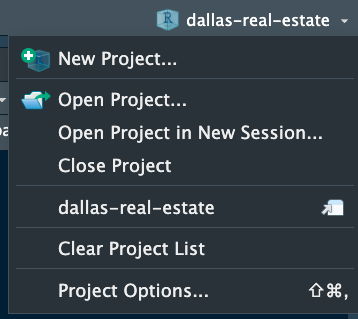 dallas-real-estate
New Project...
Open Project...
Open Project in New Session...
Close Project
dallas-real-estate
Clear Project List
Project Options... ⇧⌘,